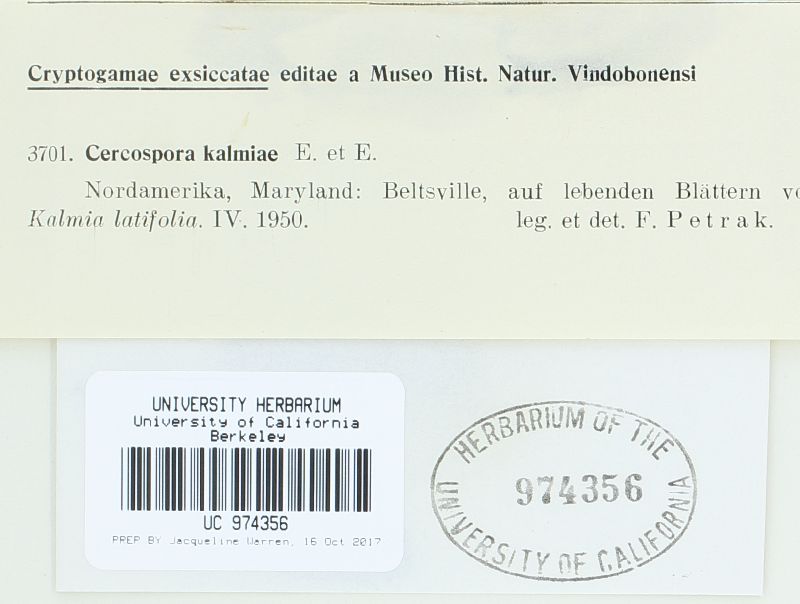 Cryptogamae exsiccatae editae a Museo Hist. Natur. Vindobonensi
3701. Cercospora kalmiae E. et E.
Nordamerika, Maryland: Beltsville, auf lebenden Blättern
Kalmia latifolia. IV. 1950. leg. et det. F. Petrak.
UNIVERSITY HERBARIUM
University of California
Berkeley
UC 974356
PREP BY Jacqueline Warren, 16 Oct 2017
HERBARIUM OF THE
974356
UNIVERSITY OF CALIFORNIA